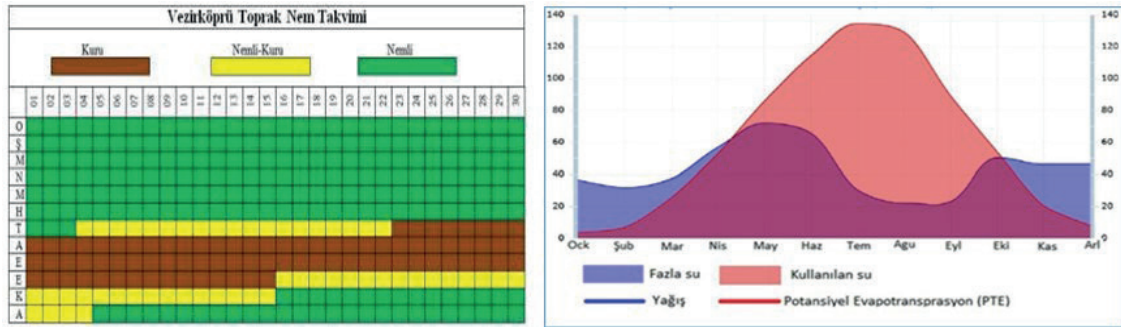 Vezirköprü Toprak Nem Takvimi
Kuru Nemli-Kuru Nemli
01 02 03 04 05 06 07 08 09 10 11 12 13 14 15 16 17 18 19 20 21 22 23 24 25 26 27 28 29 30
O
Ş
M
N
M
H
T
A
E
E
K
A
140 140
120 120
100 100
80 80
60 60
40 40
20 20
0 0
Ock Şub Mar Nis May Haz Tem Agu Eyl Eki Kas Arl
Fazla su Kullanılan su
Yağış Potansiyel Evapotransprasyon (PTE)